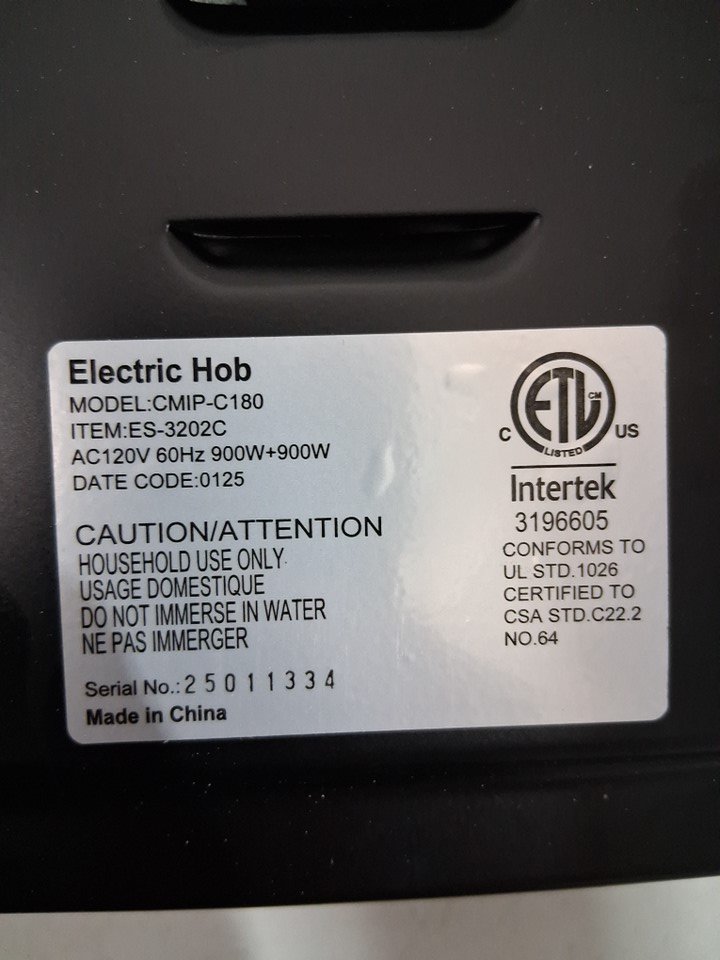 Electric Hob
MODEL:CMIP-C180
ITEM:ES-3202C
AC120V 60Hz 900W+900W
DATE CODE:0125
CAUTION/ATTENTION
HOUSEHOLD USE ONLY
USAGE DOMESTIQUE
DO NOT IMMERSE IN WATER
NE PAS IMMERGER
Serial No.:25011334
Made in China
ETL CM
C US
LISTED
Intertek
3196605
CONFORMS TO
UL STD.1026
CERTIFIED TO
CSA STD.C22.2
NO.64